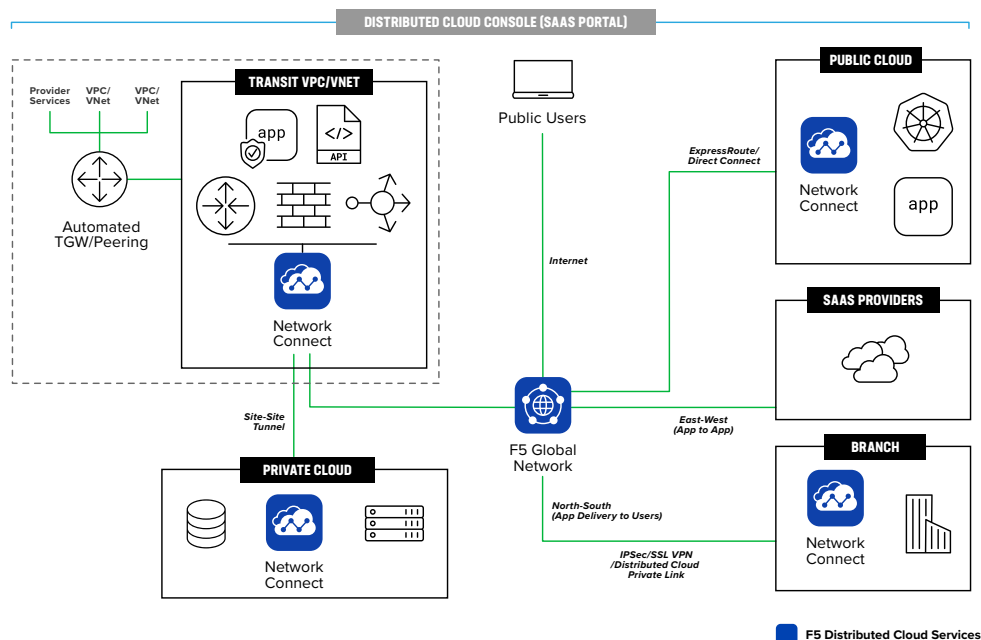 DISTRIBUTED CLOUD CONSOLE (SAAS PORTAL)
Provider
Services
VPC/
VNet
VPC/
VNet
Automated
TGW/Peering
TRANSIT VPC/VNET
app
</>
API
Network
Connect
Public Users
Internet
ExpressRoute/
Direct Connect
PUBLIC CLOUD
Network
Connect
app
SAAS PROVIDERS
East-West
(App to App)
F5 Global
Network
Site-Site
Tunnel
PRIVATE CLOUD
Network
Connect
North-South
(App Delivery to Users)
IPSec/SSL VPN
/Distributed Cloud
Private Link
BRANCH
Network
Connect
F5 Distributed Cloud Services